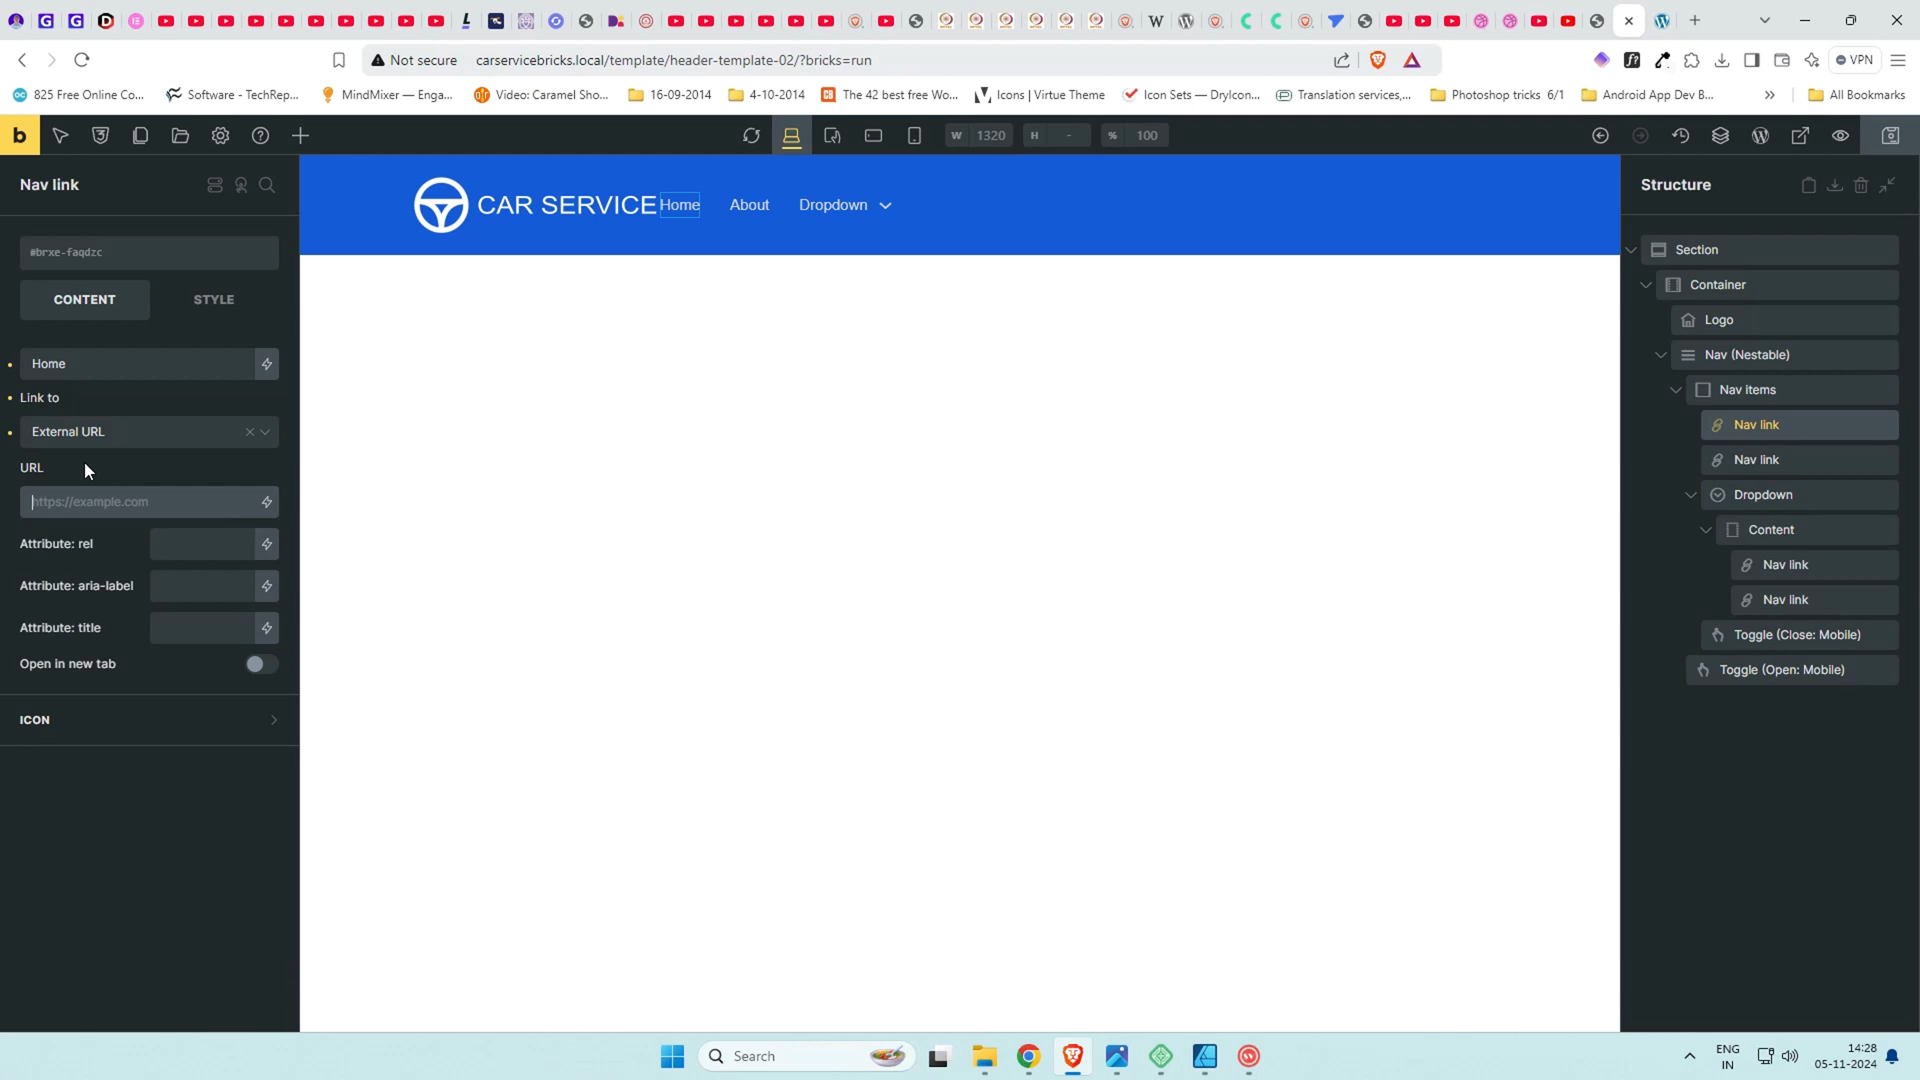 Not secure carservicebricks.local/template/header-template-02/?bricks=run
VPN
825 Free Online Co...
Software - TechRep...
MindMixer — Enga...
Video: Caramel Sho...
16-09-2014
4-10-2014
The 42 best free Wo...
Icons | Virtue Theme
Icon Sets — DryIcon...
Translation services,...
Photoshop tricks 6/1
Android App Dev B...
All Bookmarks
b
W 1320
H -
% 100
Nav link
#brxe-faqdzc
CONTENT
STYLE
Home
Link to
External URL
URL
https://example.com
Attribute: rel
Attribute: aria-label
Attribute: title
Open in new tab
ICON
CAR SERVICE
Home
About
Dropdown
Structure
Section
Container
Logo
Nav (Nestable)
Nav items
Nav link
Nav link
Dropdown
Content
Nav link
Nav link
Toggle (Close: Mobile)
Toggle (Open: Mobile)
Search
ENG
IN
14:28
05-11-2024